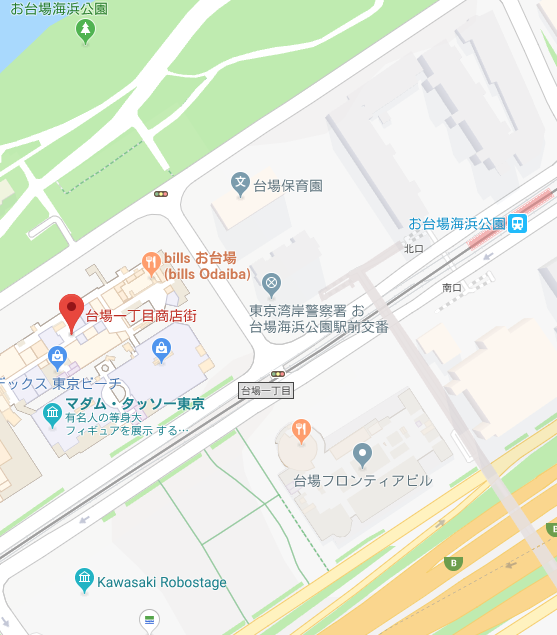 お台場海浜公園
文
台場保育園
お台場海浜公園
北口
南口
bills お台場
(bills Odaiba)
東京湾岸警察署 お
台場海浜公園駅前交番
台場一丁目商店街
デックス 東京ビーチ
台場一丁目
マダム・タッソー東京
有名人の等身大
フィギュアを展示 する…
台場フロンティアビル
B
B
Kawasaki Robostage